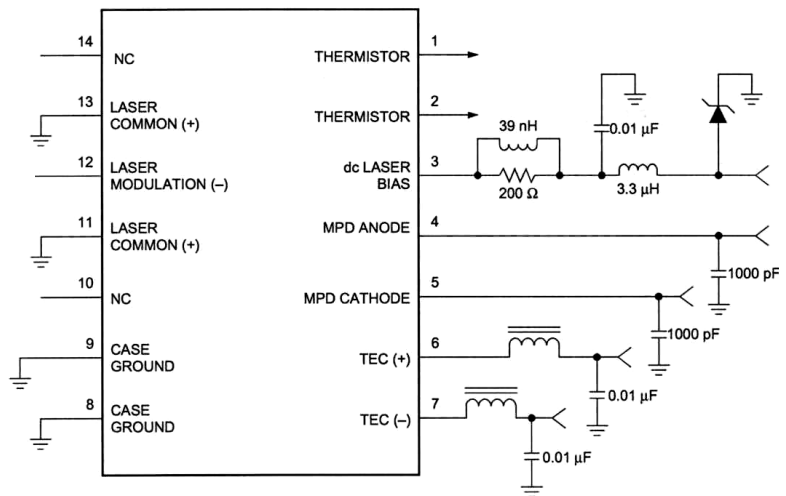 14
NC
13
LASER
COMMON (+)
12
LASER
MODULATION (–)
11
LASER
COMMON (+)
10
NC
9
CASE
GROUND
8
CASE
GROUND
1
THERMISTOR
2
THERMISTOR
3
dc LASER
BIAS
39 nH
200 Ω
0.01 μF
3.3 μH
4
MPD ANODE
1000 pF
5
MPD CATHODE
1000 pF
6
TEC (+)
0.01 μF
7
TEC (–)
0.01 μF